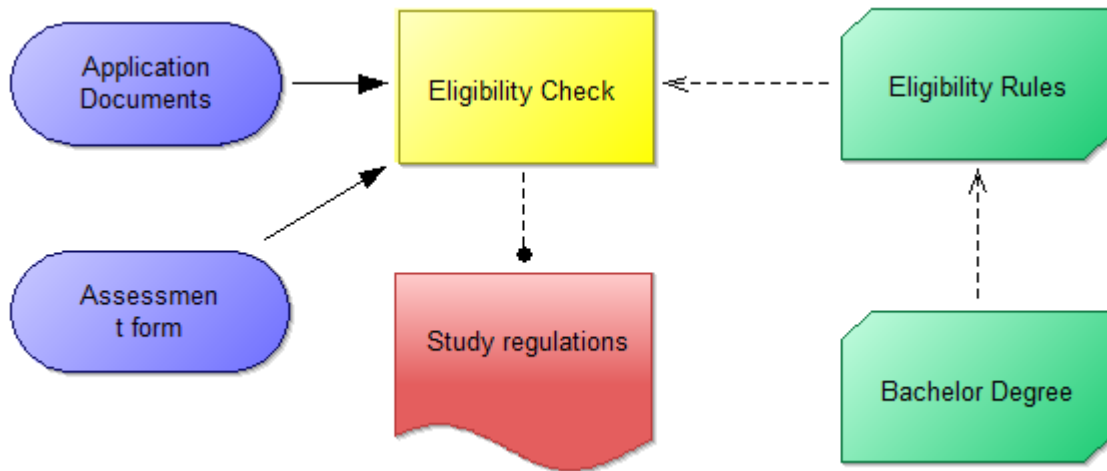 Application
Documents
Eligibility Check
Eligibility Rules
Assessmen
t form
Study regulations
Bachelor Degree